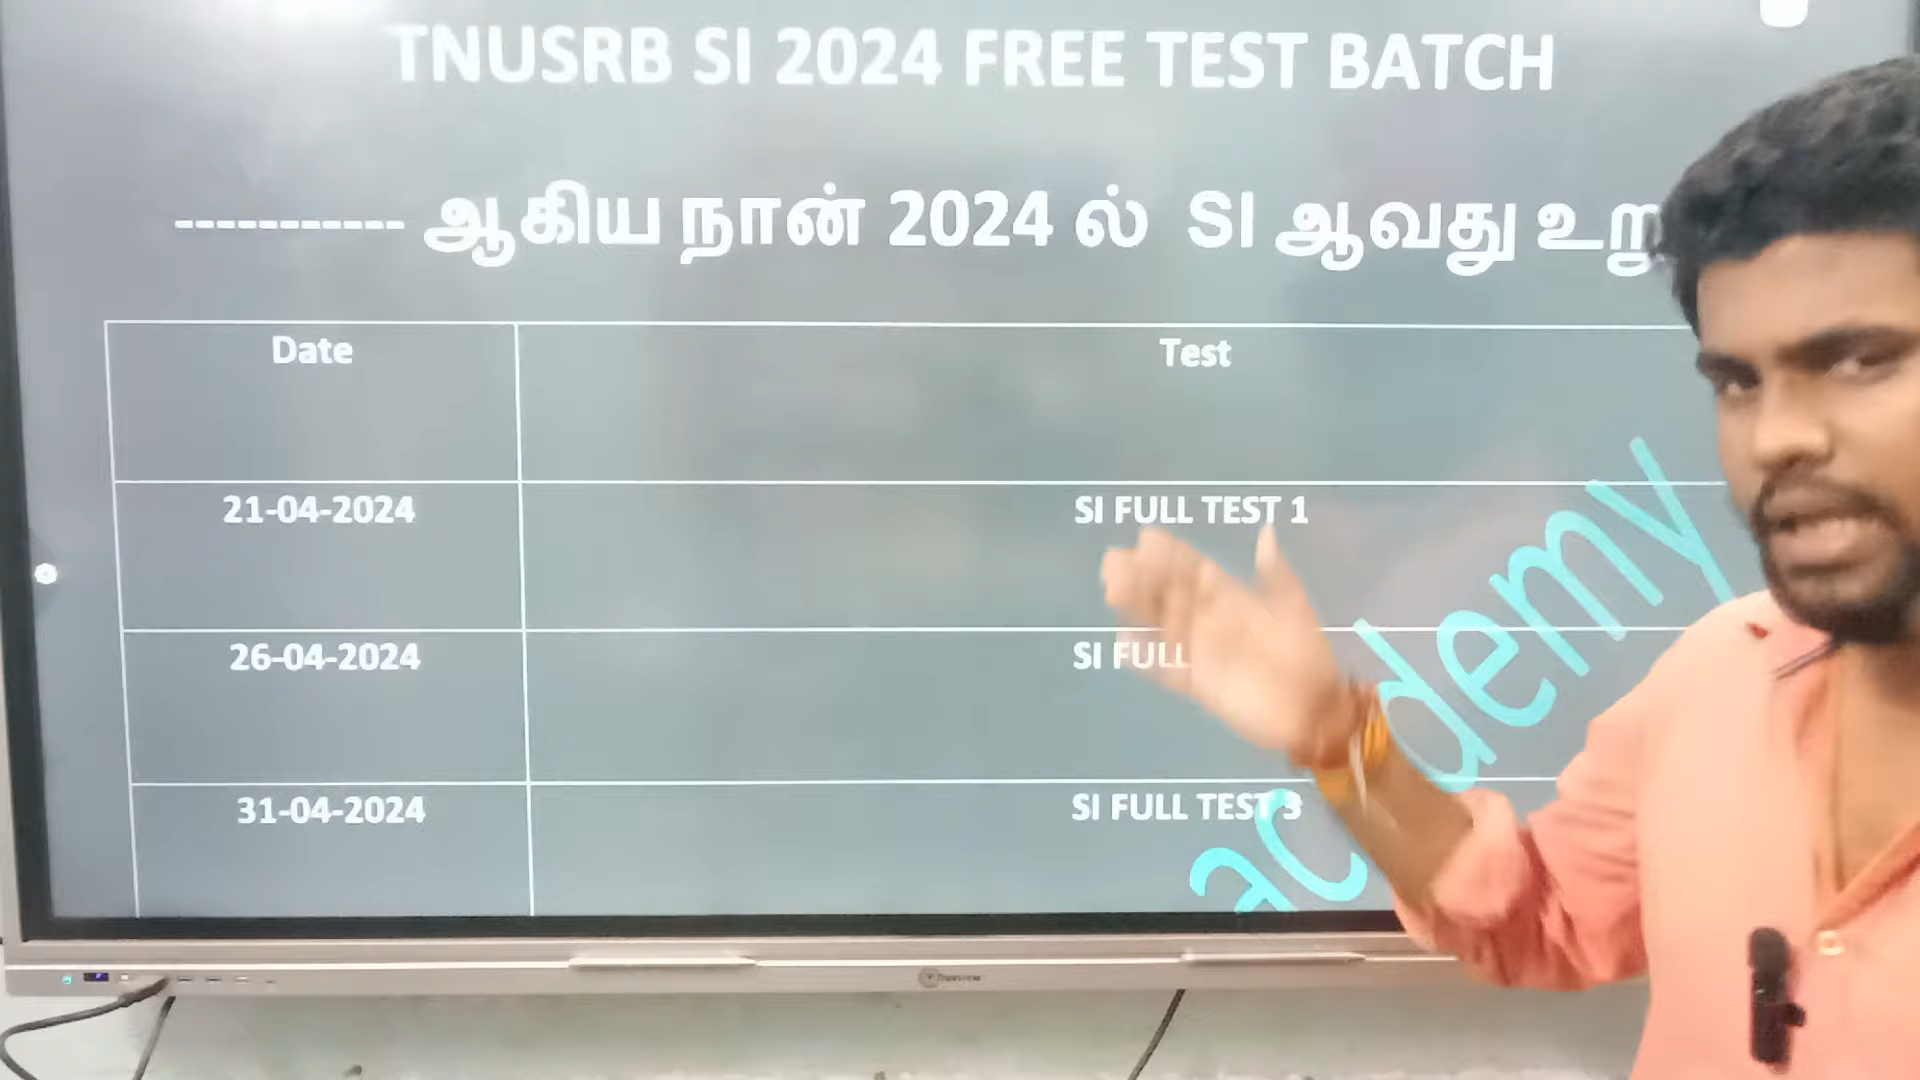 TNUSRB SI 2024 FREE TEST BATCH
----------- ஆகிய நான் 2024 ல் SI ஆவது உறு
Date Test
21-04-2024 SI FULL TEST 1
26-04-2024 SI FULL
31-04-2024 SI FULL TEST 3
academy